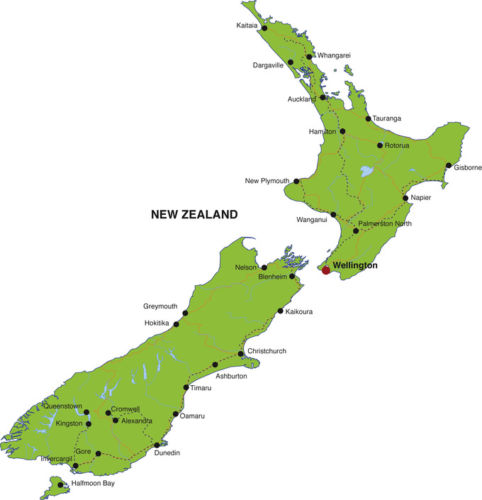 Kaitaia
Whangarei
Dargaville
Auckland
Tauranga
Hamilton
Rotorua
Gisborne
New Plymouth
Napier
NEW ZEALAND
Wanganui
Palmerston North
Nelson
Wellington
Blenheim
Greymouth
Kaikoura
Hokitika
Christchurch
Ashburton
Timaru
Queenstown
Cromwell
Oamaru
Kingston
Alexandra
Gore
Dunedin
Invercargil
Halfmoon Bay